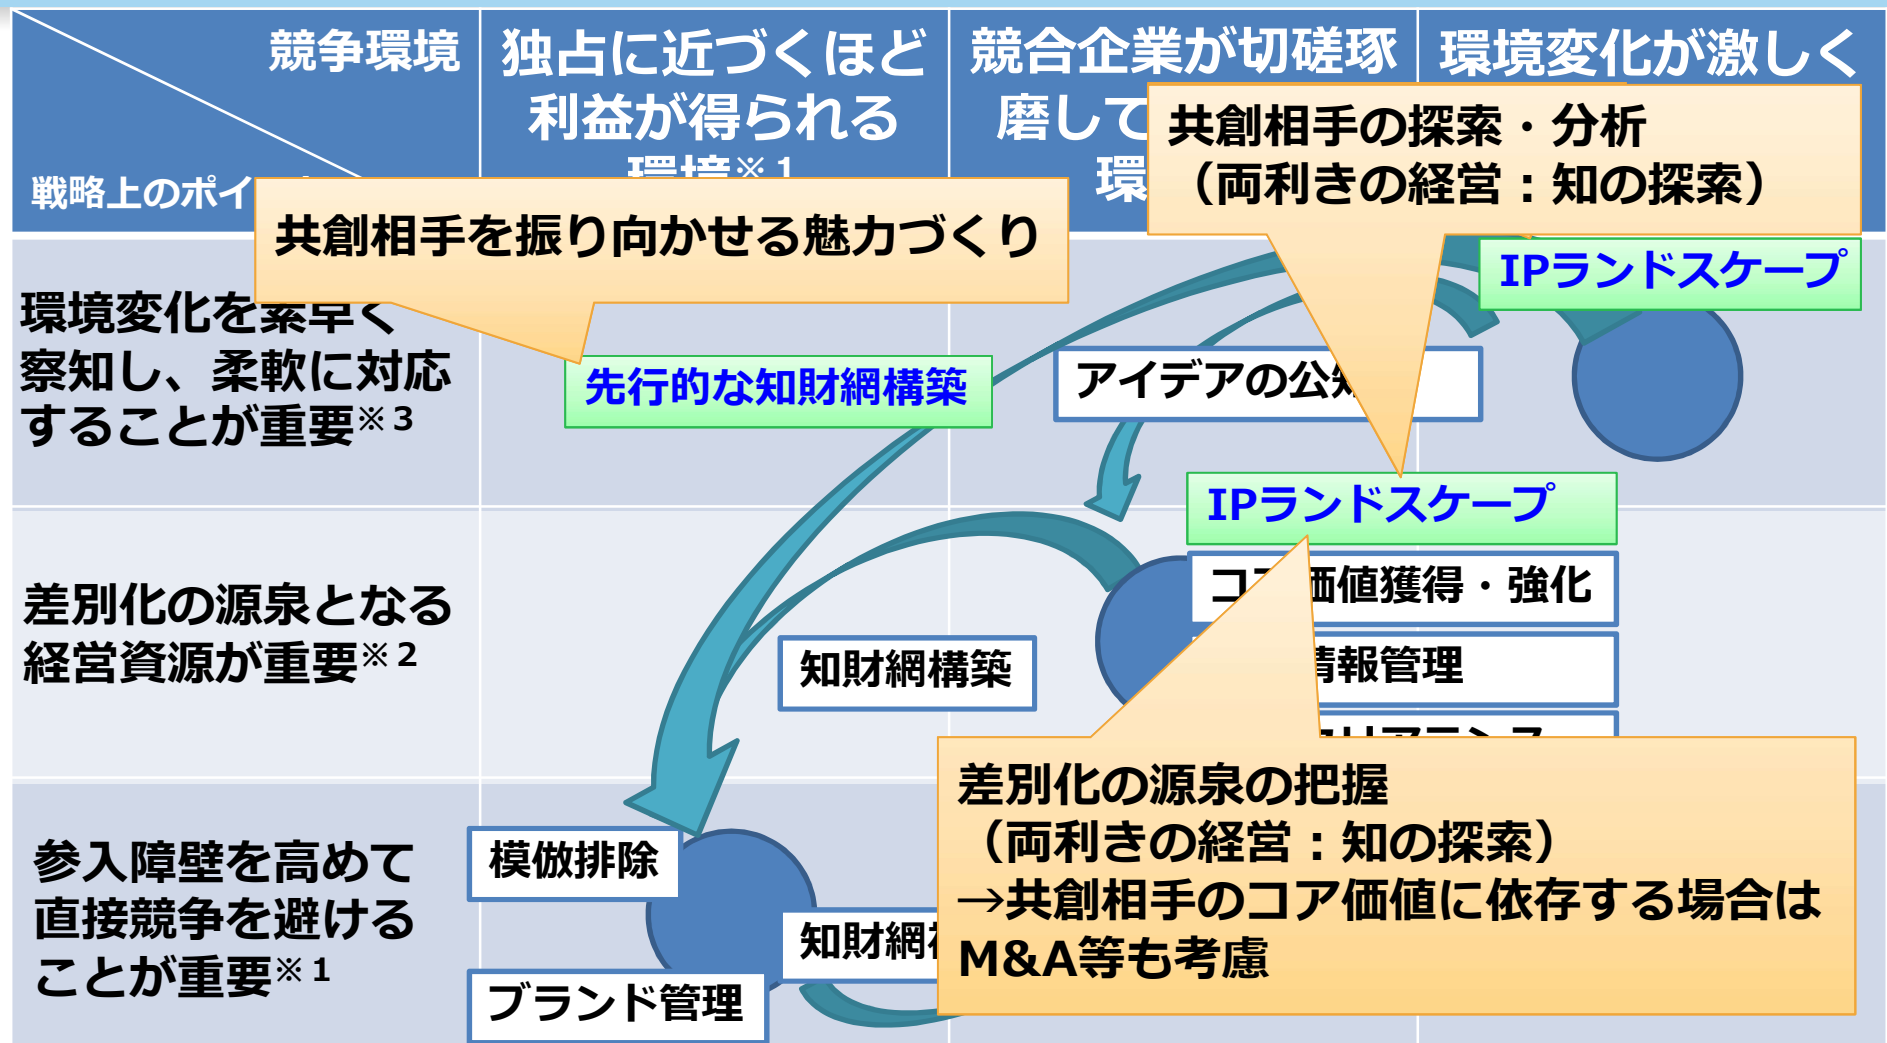 競争環境
戦略上のポイ
独占に近づくほど
利益が得られる
環境※1
競合企業が切磋琢
磨して
環
環境変化が激しく
共創相手の探索・分析
（両利きの経営：知の探索）
共創相手を振り向かせる魅力づくり
IPランドスケープ
環境変化を素早く
察知し、柔軟に対応
することが重要※3
先行的な知財網構築
アイデアの公知
IPランドスケープ
差別化の源泉となる
経営資源が重要※2
コア価値獲得・強化
情報管理
知財網構築
差別化の源泉の把握
（両利きの経営：知の探索）
→共創相手のコア価値に依存する場合は
M&A等も考慮
参入障壁を高めて
直接競争を避ける
ことが重要※1
模倣排除
知財網
ブランド管理